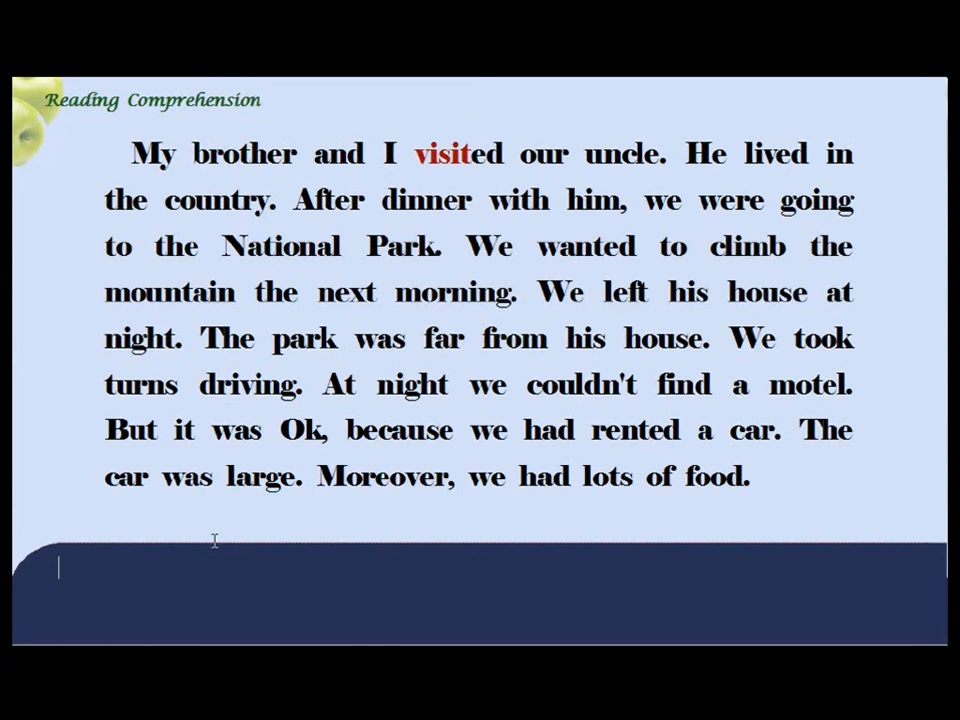 Reading Comprehension
My brother and I visited our uncle. He lived in
the country. After dinner with him, we were going
to the National Park. We wanted to climb the
mountain the next morning. We left his house at
night. The park was far from his house. We took
turns driving. At night we couldn't find a motel.
But it was Ok, because we had rented a car. The
car was large. Moreover, we had lots of food.